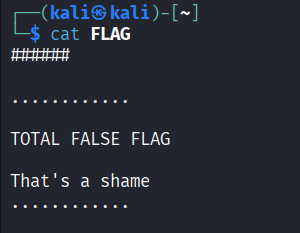 ┌──(kali㉿kali)-[~]
└─$ cat FLAG
######
............
TOTAL FALSE FLAG
That's a shame
............